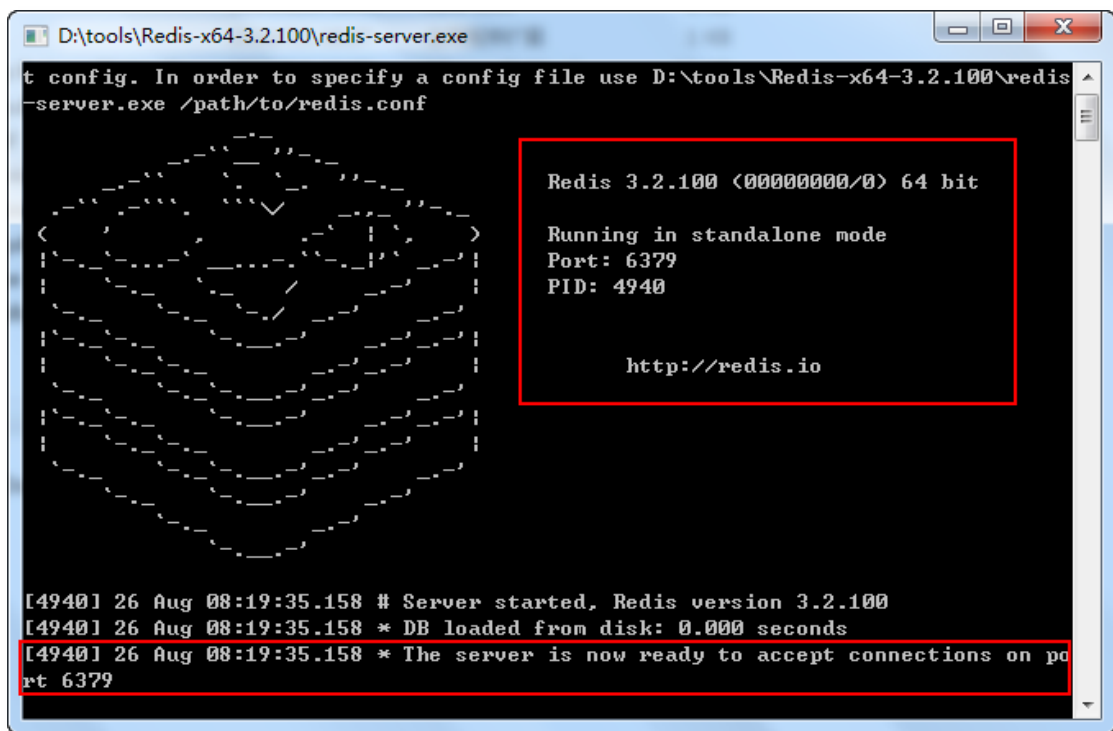 D:\tools\Redis-x64-3.2.100\redis-server.exe
t config. In order to specify a config file use D:\tools\Redis-x64-3.2.100\redis
-server.exe /path/to/redis.conf
Redis 3.2.100 (00000000/0) 64 bit
Running in standalone mode
Port: 6379
PID: 4940
http://redis.io
[4940] 26 Aug 08:19:35.158 # Server started, Redis version 3.2.100
[4940] 26 Aug 08:19:35.158 * DB loaded from disk: 0.000 seconds
[4940] 26 Aug 08:19:35.158 * The server is now ready to accept connections on po
rt 6379